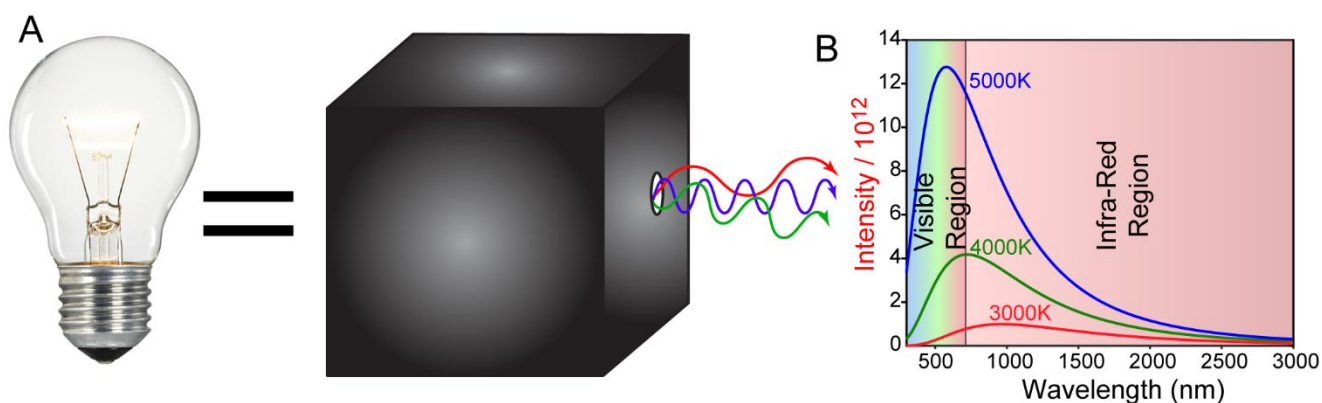 A
B
14
12
10
8
6
4
2
0
Intensity / 10¹²
5000K
4000K
3000K
Visible
Region
Infra-Red
Region
500
1000
1500
2000
2500
3000
Wavelength (nm)